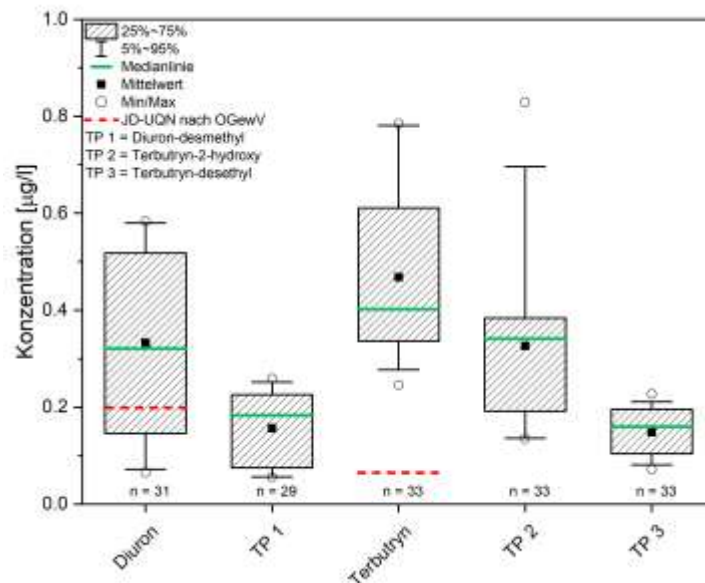 25%~75%
5%~95%
Medianlinie
Mittelwert
Min/Max
JD-UQN nach OGewV
TP 1 = Diuron-desmethyl
TP 2 = Terbutryn-2-hydroxy
TP 3 = Terbutryn-desethyl
Konzentration [µg/l]
1.0
0.8
0.6
0.4
0.2
0.0
n = 31
n = 29
n = 33
n = 33
n = 33
Diuron
TP 1
Terbutryn
TP 2
TP 3